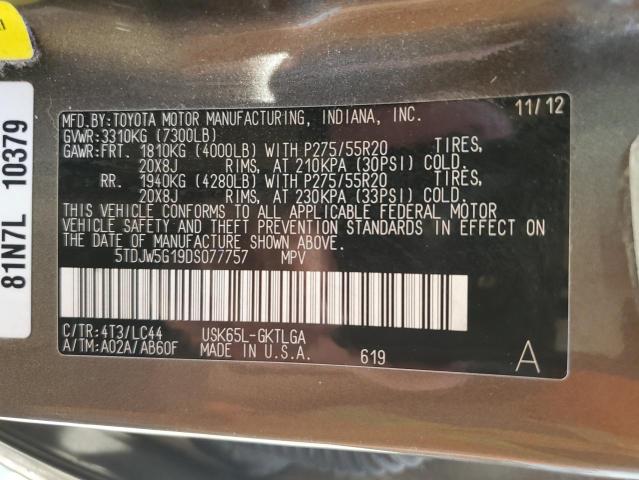 81N7L 10379
MFD.BY:TOYOTA MOTOR MANUFACTURING, INDIANA, INC. 11/12
GVWR:3310KG (7300LB)
GAWR:FRT. 1810KG (4000LB) WITH P275/55R20 TIRES,
20X8J RIMS, AT 210KPA (30PSI) COLD.
RR. 1940KG (4280LB) WITH P275/55R20 TIRES,
20X8J RIMS, AT 230KPA (33PSI) COLD.
THIS VEHICLE CONFORMS TO ALL APPLICABLE FEDERAL MOTOR
VEHICLE SAFETY AND THEFT PREVENTION STANDARDS IN EFFECT ON
THE DATE OF MANUFACTURE SHOWN ABOVE.
5TDJW5G19DS077757 MPV
C/TR:4T3/LC44 USK65L-GKTLGA
A/TM:A02A/AB60F MADE IN U.S.A. 619 A